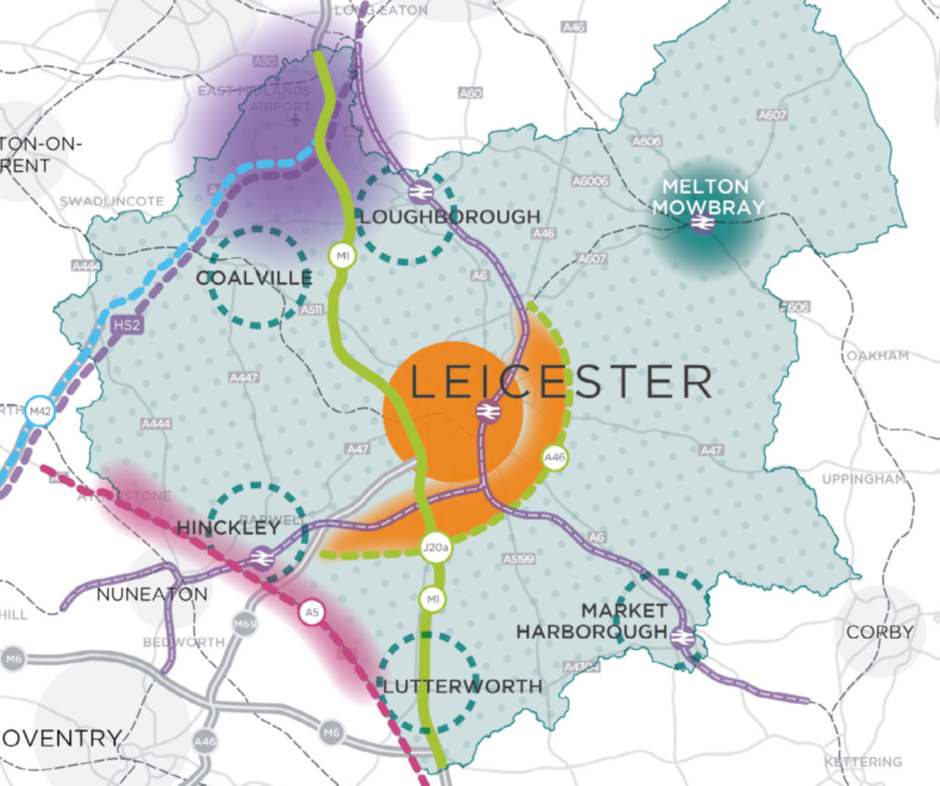 LONG EATON
A46
A50
EAST MIDLANDS
AIRPORT
A60
A607
TON-ON-
RENT
A606
SWADLINCOTE
A6006
MELTON
MOWBRAY
LOUGHBOROUGH
A46
M1
A607
A444
COALVILLE
A6
A511
A606
HS2
OAKHAM
LEICESTER
A447
M42
A444
A47
A46
A47
UPPINGHAM
ATHERSTONE
HINCKLEY
BARWELL
J20a
A6
A5199
NUNEATON
M1
HILL
A5
M69
MARKET
HARBOROUGH
CORBY
BEDWORTH
M6
A4304
LUTTERWORTH
OVENTRY
A46
M6
KETTERING